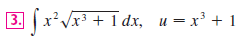 3. ∫ x² √(x³ + 1) dx, u = x³ + 1